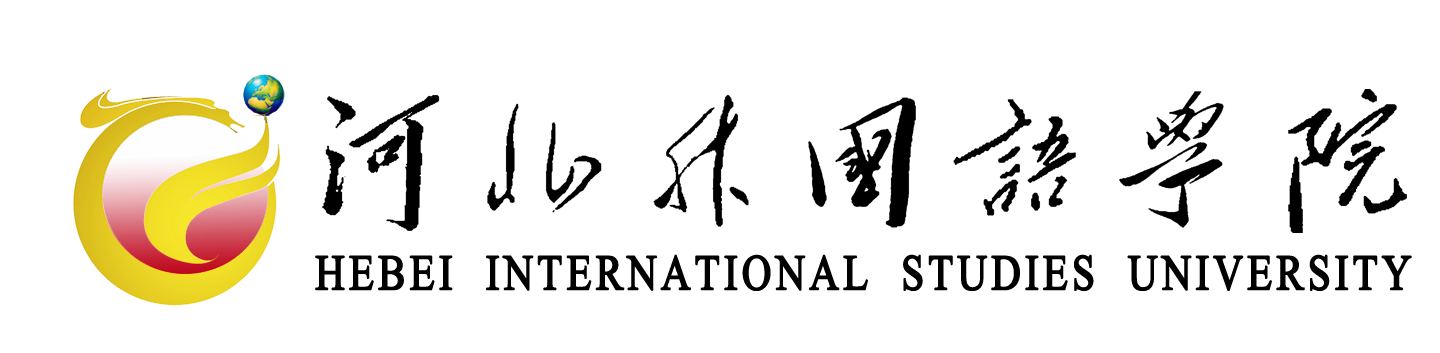 河北外國語學院
HEBEI INTERNATIONAL STUDIES UNIVERSITY